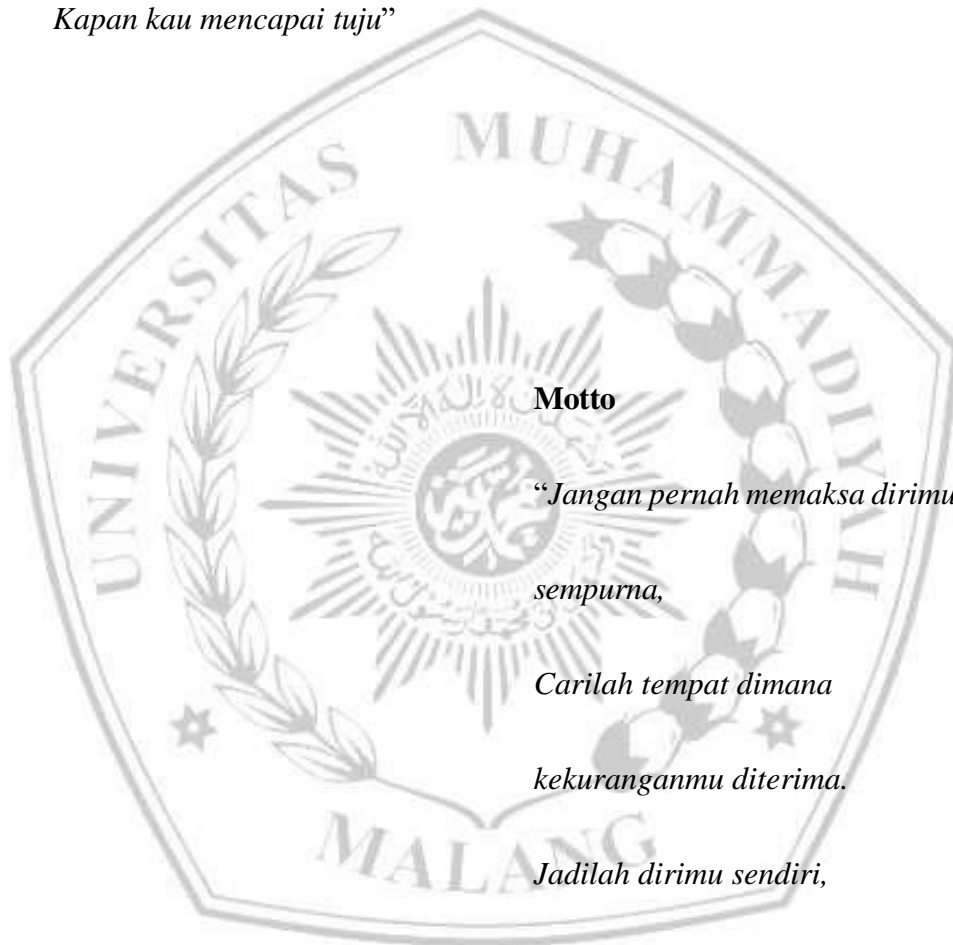 Kapan kau mencapai tuju”
UNIVERSITAS MUHAMMADIYAH
Motto
“Jangan pernah memaksa dirimu
sempurna,
Carilah tempat dimana
kekuranganmu diterima.
MALANG
Jadilah dirimu sendiri,